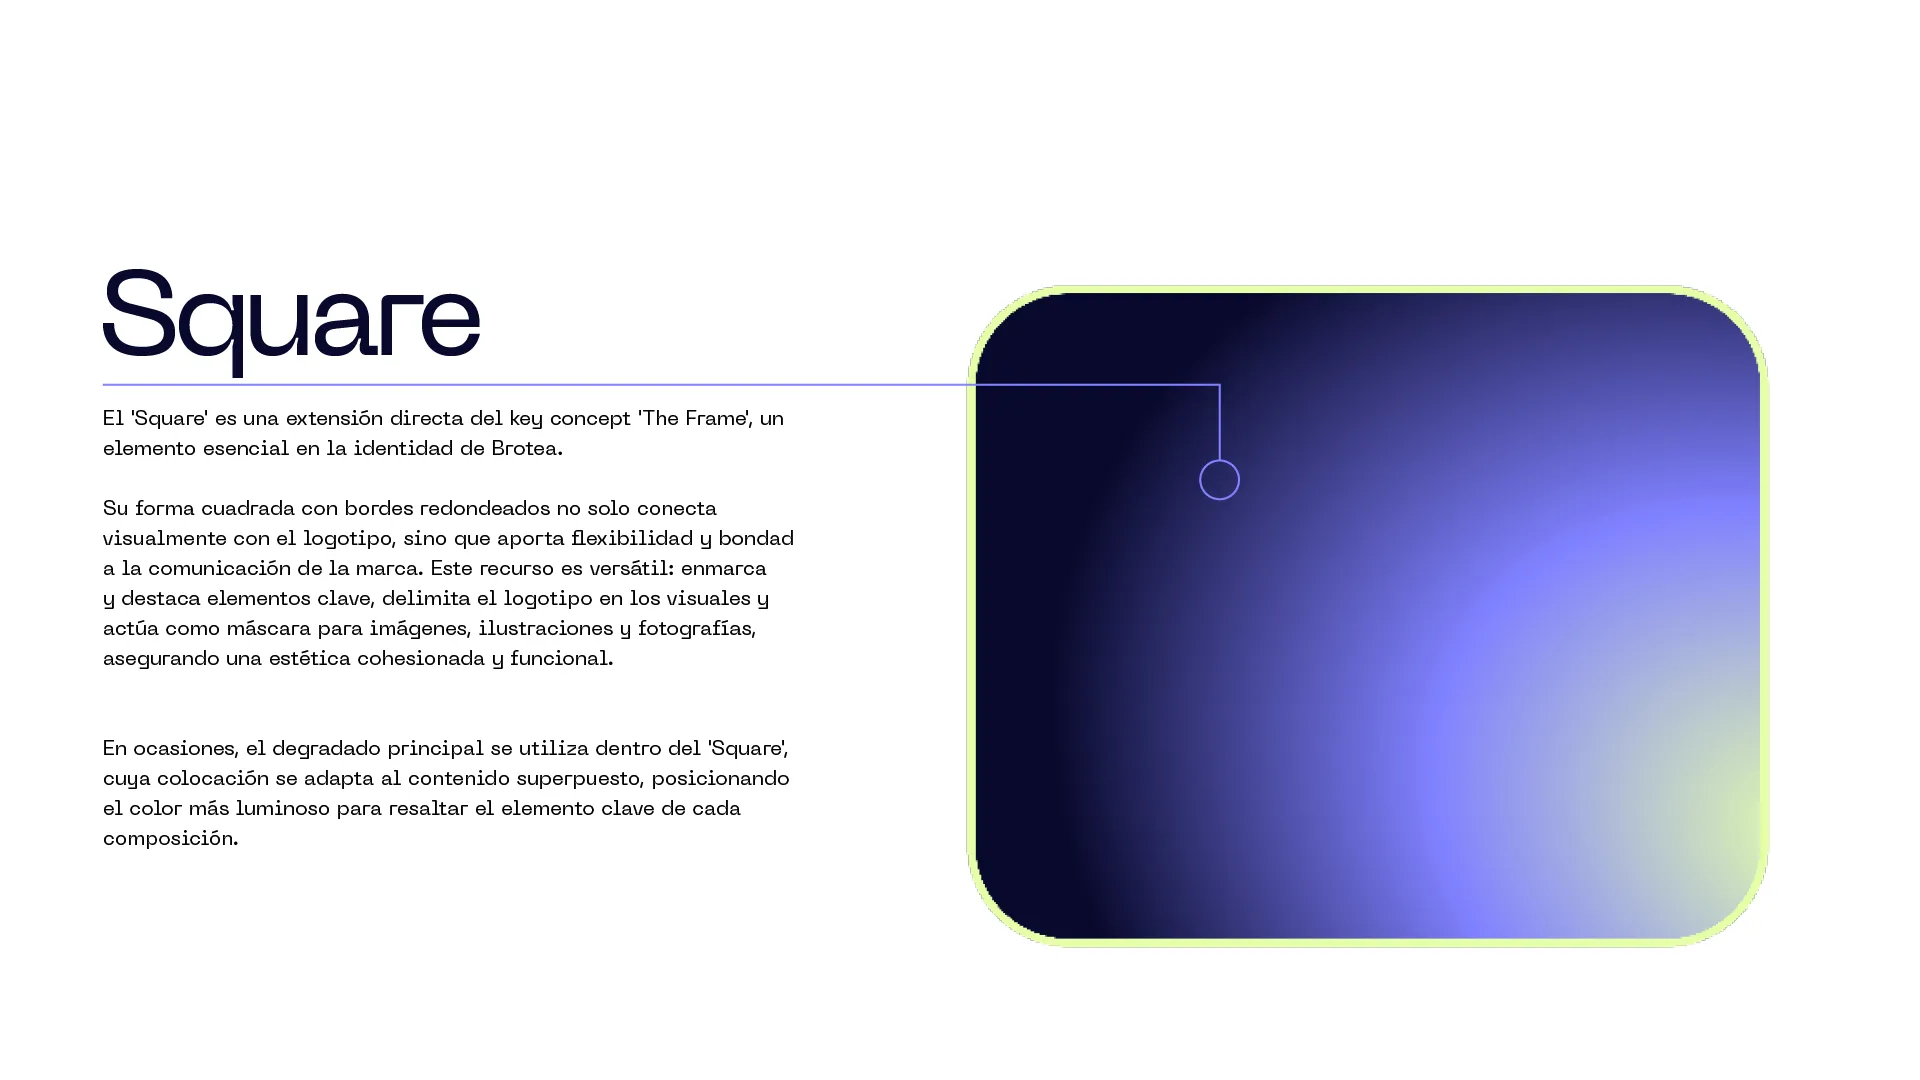 Square
El 'Square' es una extensión directa del key concept 'The Frame', un
elemento esencial en la identidad de Brotea.
Su forma cuadrada con bordes redondeados no solo conecta
visualmente con el logotipo, sino que aporta flexibilidad y bondad
a la comunicación de la marca. Este recurso es versátil: enmarca
y destaca elementos clave, delimita el logotipo en los visuales y
actúa como máscara para imágenes, ilustraciones y fotografías,
asegurando una estética cohesionada y funcional.
En ocasiones, el degradado principal se utiliza dentro del 'Square',
cuya colocación se adapta al contenido superpuesto, posicionando
el color más luminoso para resaltar el elemento clave de cada
composición.